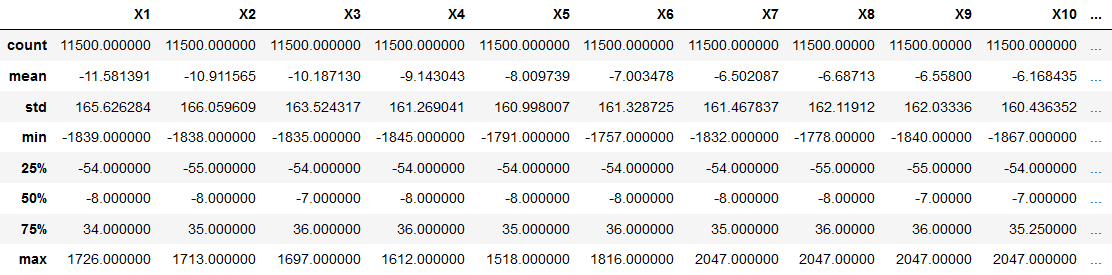 X1 X2 X3 X4 X5 X6 X7 X8 X9 X10 ...
count 11500.000000 11500.000000 11500.000000 11500.000000 11500.000000 11500.000000 11500.000000 11500.00000 11500.00000 11500.000000 ...
mean -11.581391 -10.911565 -10.187130 -9.143043 -8.009739 -7.003478 -6.502087 -6.68713 -6.55800 -6.168435 ...
std 165.626284 166.059609 163.524317 161.269041 160.998007 161.328725 161.467837 162.11912 162.03336 160.436352 ...
min -1839.000000 -1838.000000 -1835.000000 -1845.000000 -1791.000000 -1757.000000 -1832.000000 -1778.00000 -1840.00000 -1867.000000 ...
25% -54.000000 -55.000000 -54.000000 -54.000000 -54.000000 -54.000000 -54.000000 -55.00000 -55.00000 -54.000000 ...
50% -8.000000 -8.000000 -7.000000 -8.000000 -8.000000 -8.000000 -8.000000 -8.00000 -7.00000 -7.000000 ...
75% 34.000000 35.000000 36.000000 36.000000 35.000000 36.000000 35.000000 36.00000 36.00000 35.250000 ...
max 1726.000000 1713.000000 1697.000000 1612.000000 1518.000000 1816.000000 2047.000000 2047.00000 2047.00000 2047.000000 ...